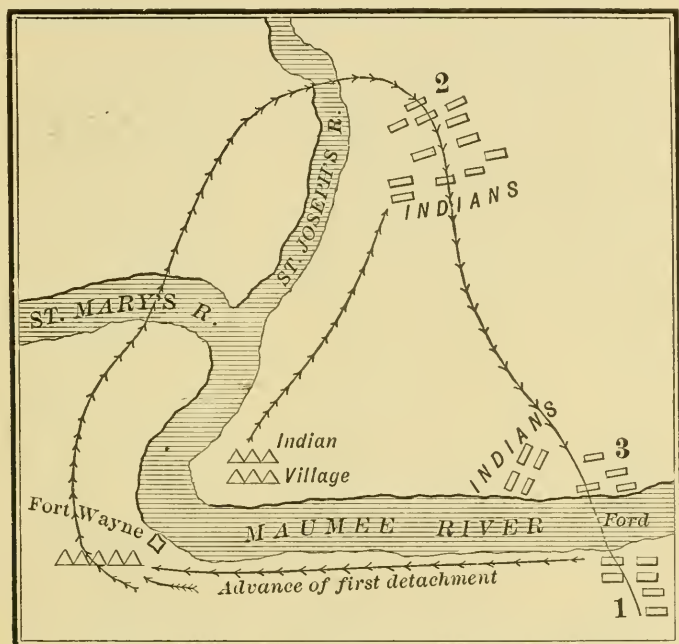 2
ST. JOSEPH'S R.
INDIANS
ST. MARY'S R.
Indian
Village
INDIANS
3
Fort Wayne
MAUMEE RIVER
Ford
Advance of first detachment
1